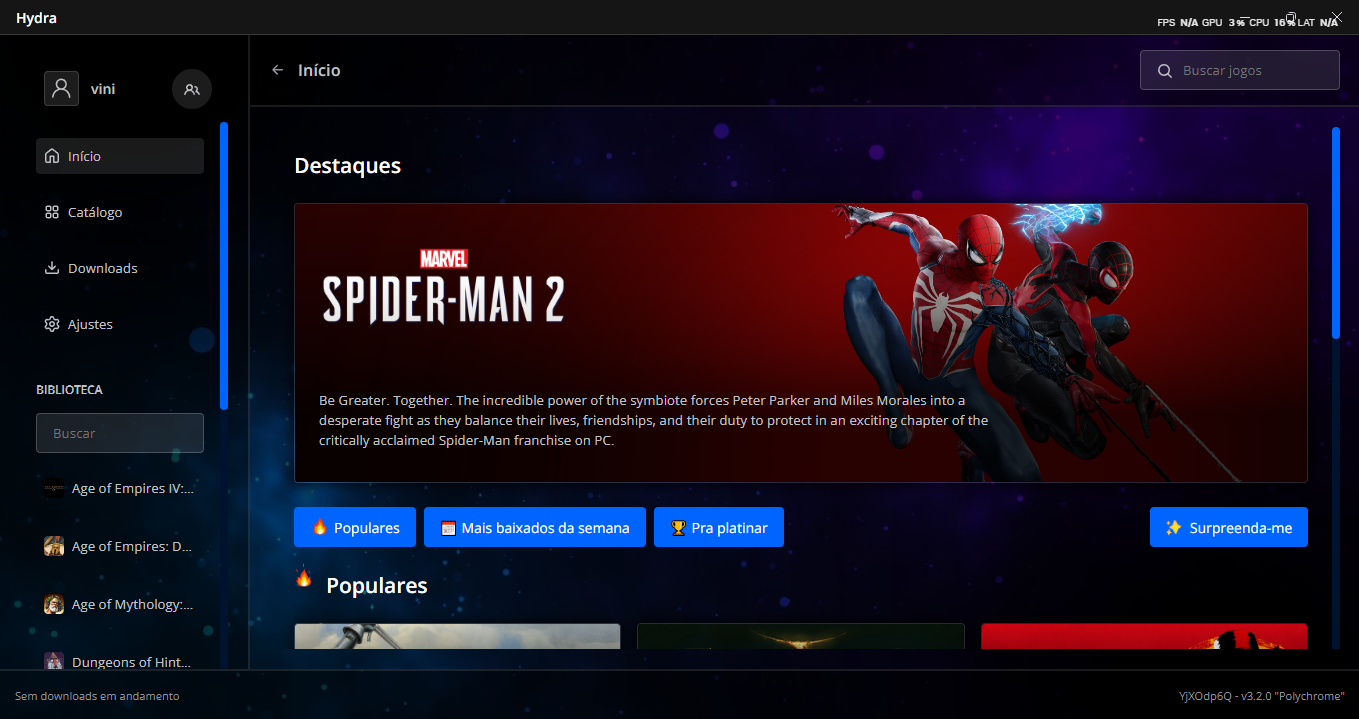 Hydra
FPS N/A GPU 3% CPU 16% LAT N/A
vini
Início
Catálogo
Downloads
Ajustes
BIBLIOTECA
Buscar
Age of Empires IV:...
Age of Empires: D...
Age of Mythology:...
Dungeons of Hint...
Início
Buscar jogos
Destaques
MARVEL
SPIDER-MAN 2
Be Greater. Together. The incredible power of the symbiote forces Peter Parker and Miles Morales into a
desperate fight as they balance their lives, friendships, and their duty to protect in an exciting chapter of the
critically acclaimed Spider-Man franchise on PC.
Populares
Mais baixados da semana
Pra platinar
Surpreenda-me
Populares
Sem downloads em andamento
YjXOdp6Q - v3.2.0 "Polychrome"